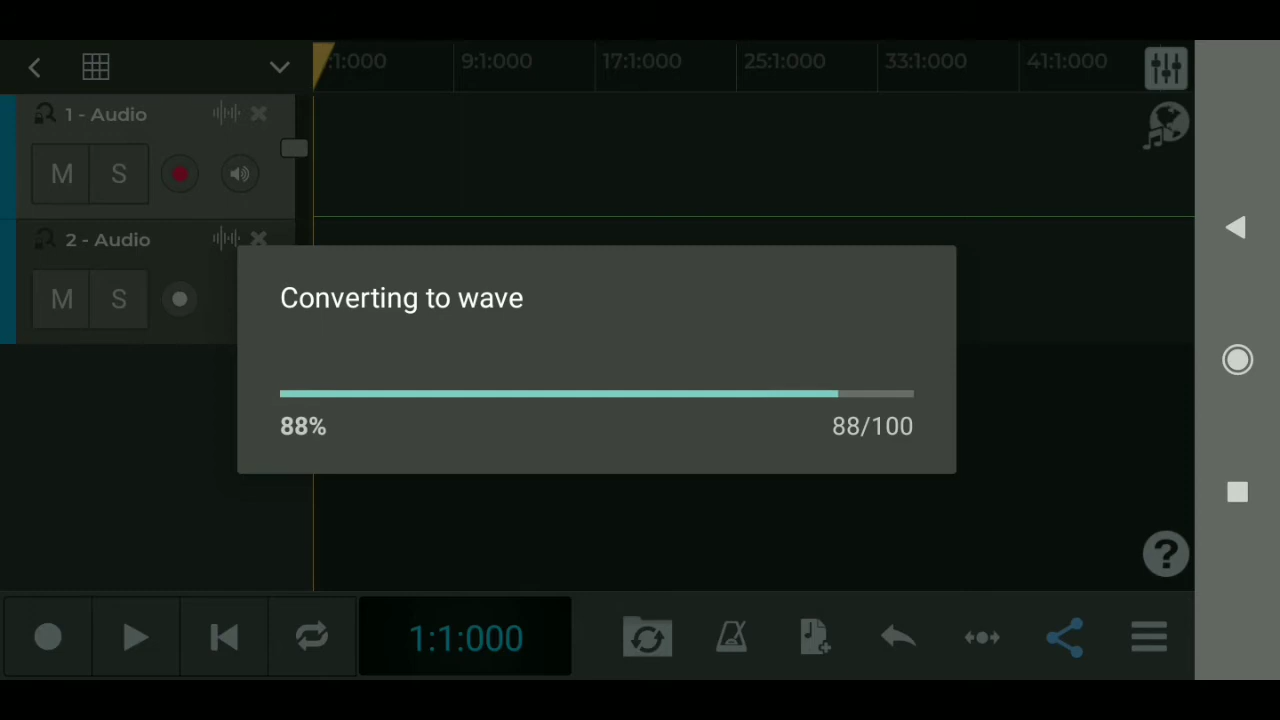 :1:000 9:1:000 17:1:000 25:1:000 33:1:000 41:1:000
1 - Audio
M S
2 - Audio
M S
Converting to wave
88% 88/100
?
1:1:000